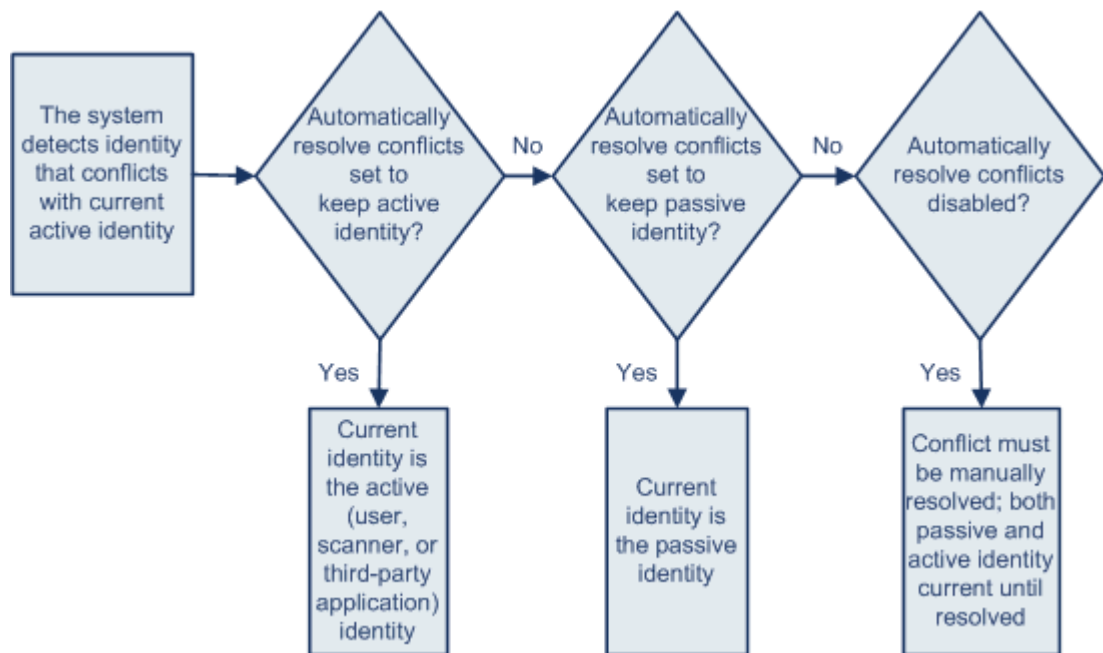 The system
detects identity
that conflicts
with current
active identity
Automatically
resolve conflicts
set to
keep active
identity?
No
Automatically
resolve conflicts
set to
keep passive
identity?
No
Automatically
resolve conflicts
disabled?
Yes
Yes
Yes
Current
identity is
the active
(user,
scanner, or
third-party
application)
identity
Current
identity is
the passive
identity
Conflict must
be manually
resolved; both
passive and
active identity
current until
resolved